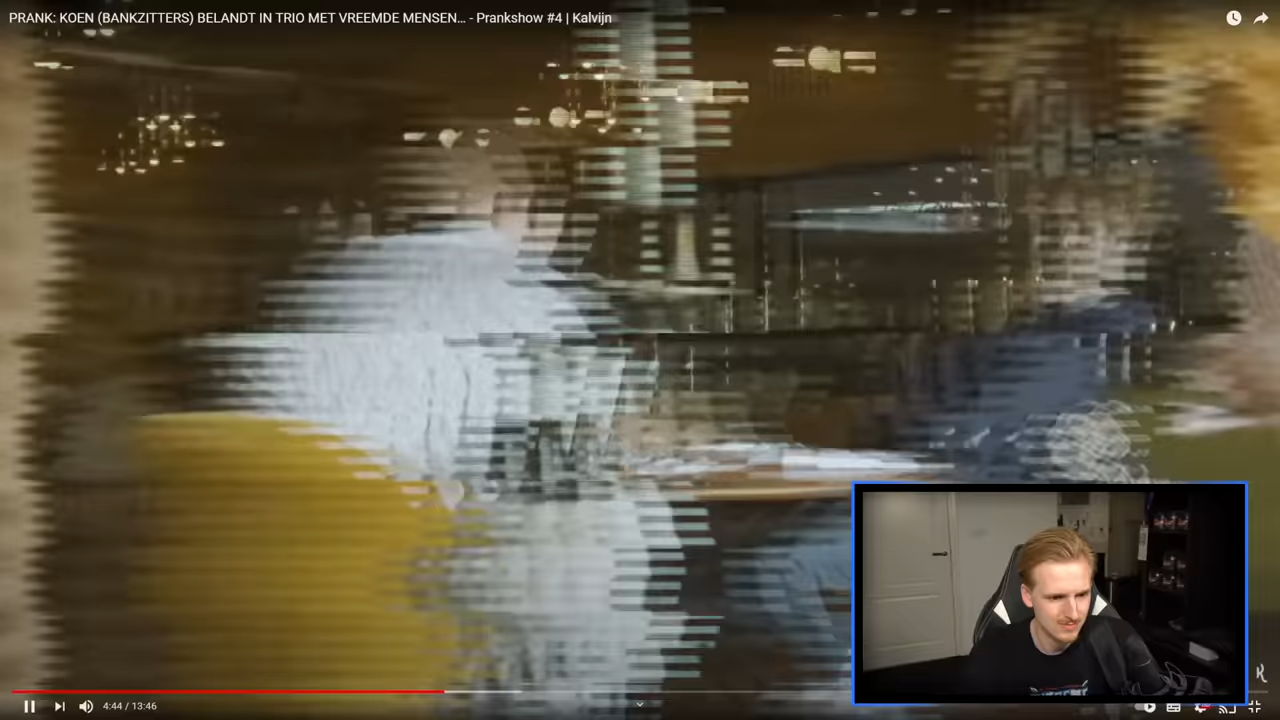 PRANK: KOEN (BANKZITTERS) BELANDT IN TRIO MET VREEMDE MENSEN... - Prankshow #4 | Kalvijn
4:44 / 13:46